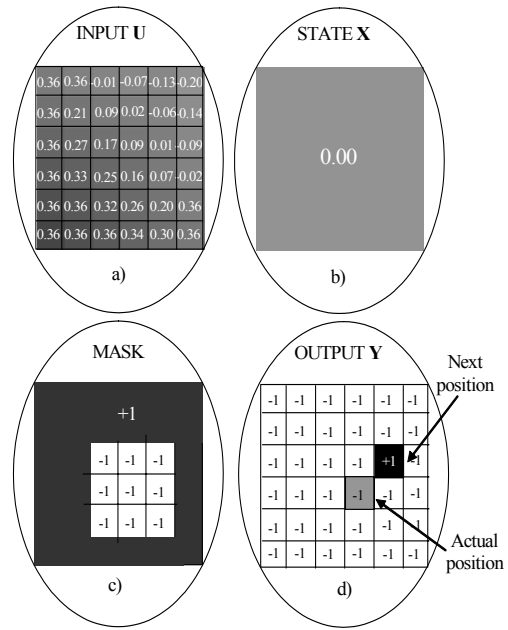 INPUT U
0.36 0.36 -0.01 -0.07 -0.13 -0.20
0.36 0.21 0.09 0.02 -0.06 -0.14
0.36 0.27 0.17 0.09 0.01 -0.09
0.36 0.33 0.25 0.16 0.07 -0.02
0.36 0.36 0.32 0.26 0.20 0.36
0.36 0.36 0.36 0.34 0.30 0.36
a)
STATE X
0.00
b)
MASK
+1
-1 -1 -1
-1 -1 -1
-1 -1 -1
c)
OUTPUT Y
-1 -1 -1 -1 -1 -1
-1 -1 -1 -1 -1 -1
-1 -1 -1 -1 +1 -1
-1 -1 -1 -1 -1 -1
-1 -1 -1 -1 -1 -1
-1 -1 -1 -1 -1 -1
d)
Next
position
Actual
position